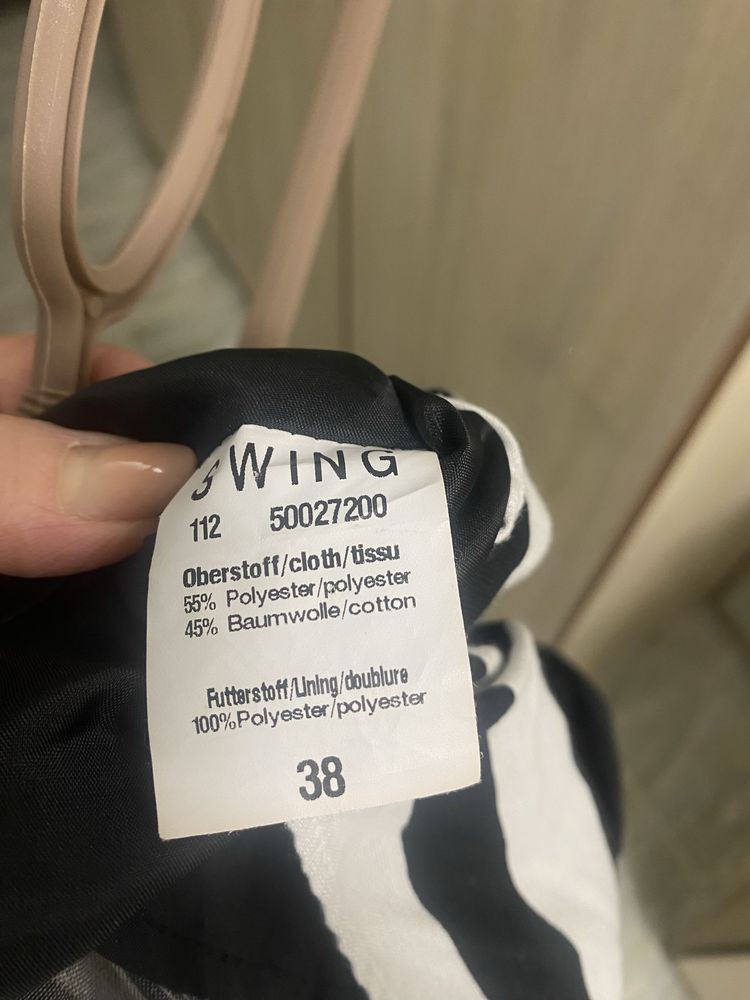 SWING
112 50027200
Oberstoff/cloth/tissu
55% Polyester/polyester
45% Baumwolle/cotton
Futterstoff/Lining/doublure
100%Polyester/polyester
38